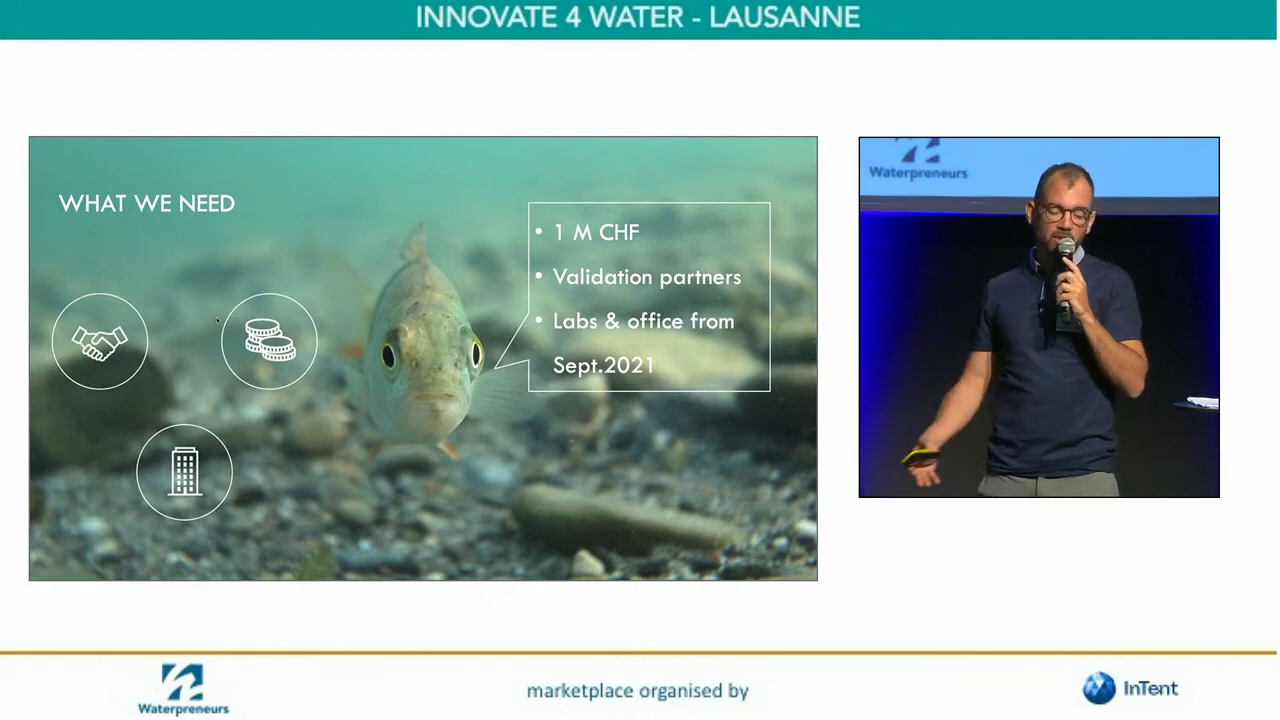 INNOVATE 4 WATER - LAUSANNE
WHAT WE NEED
• 1 M CHF
• Validation partners
• Labs & office from
Sept.2021
Waterpreneurs
Waterpreneurs
marketplace organised by
InTent